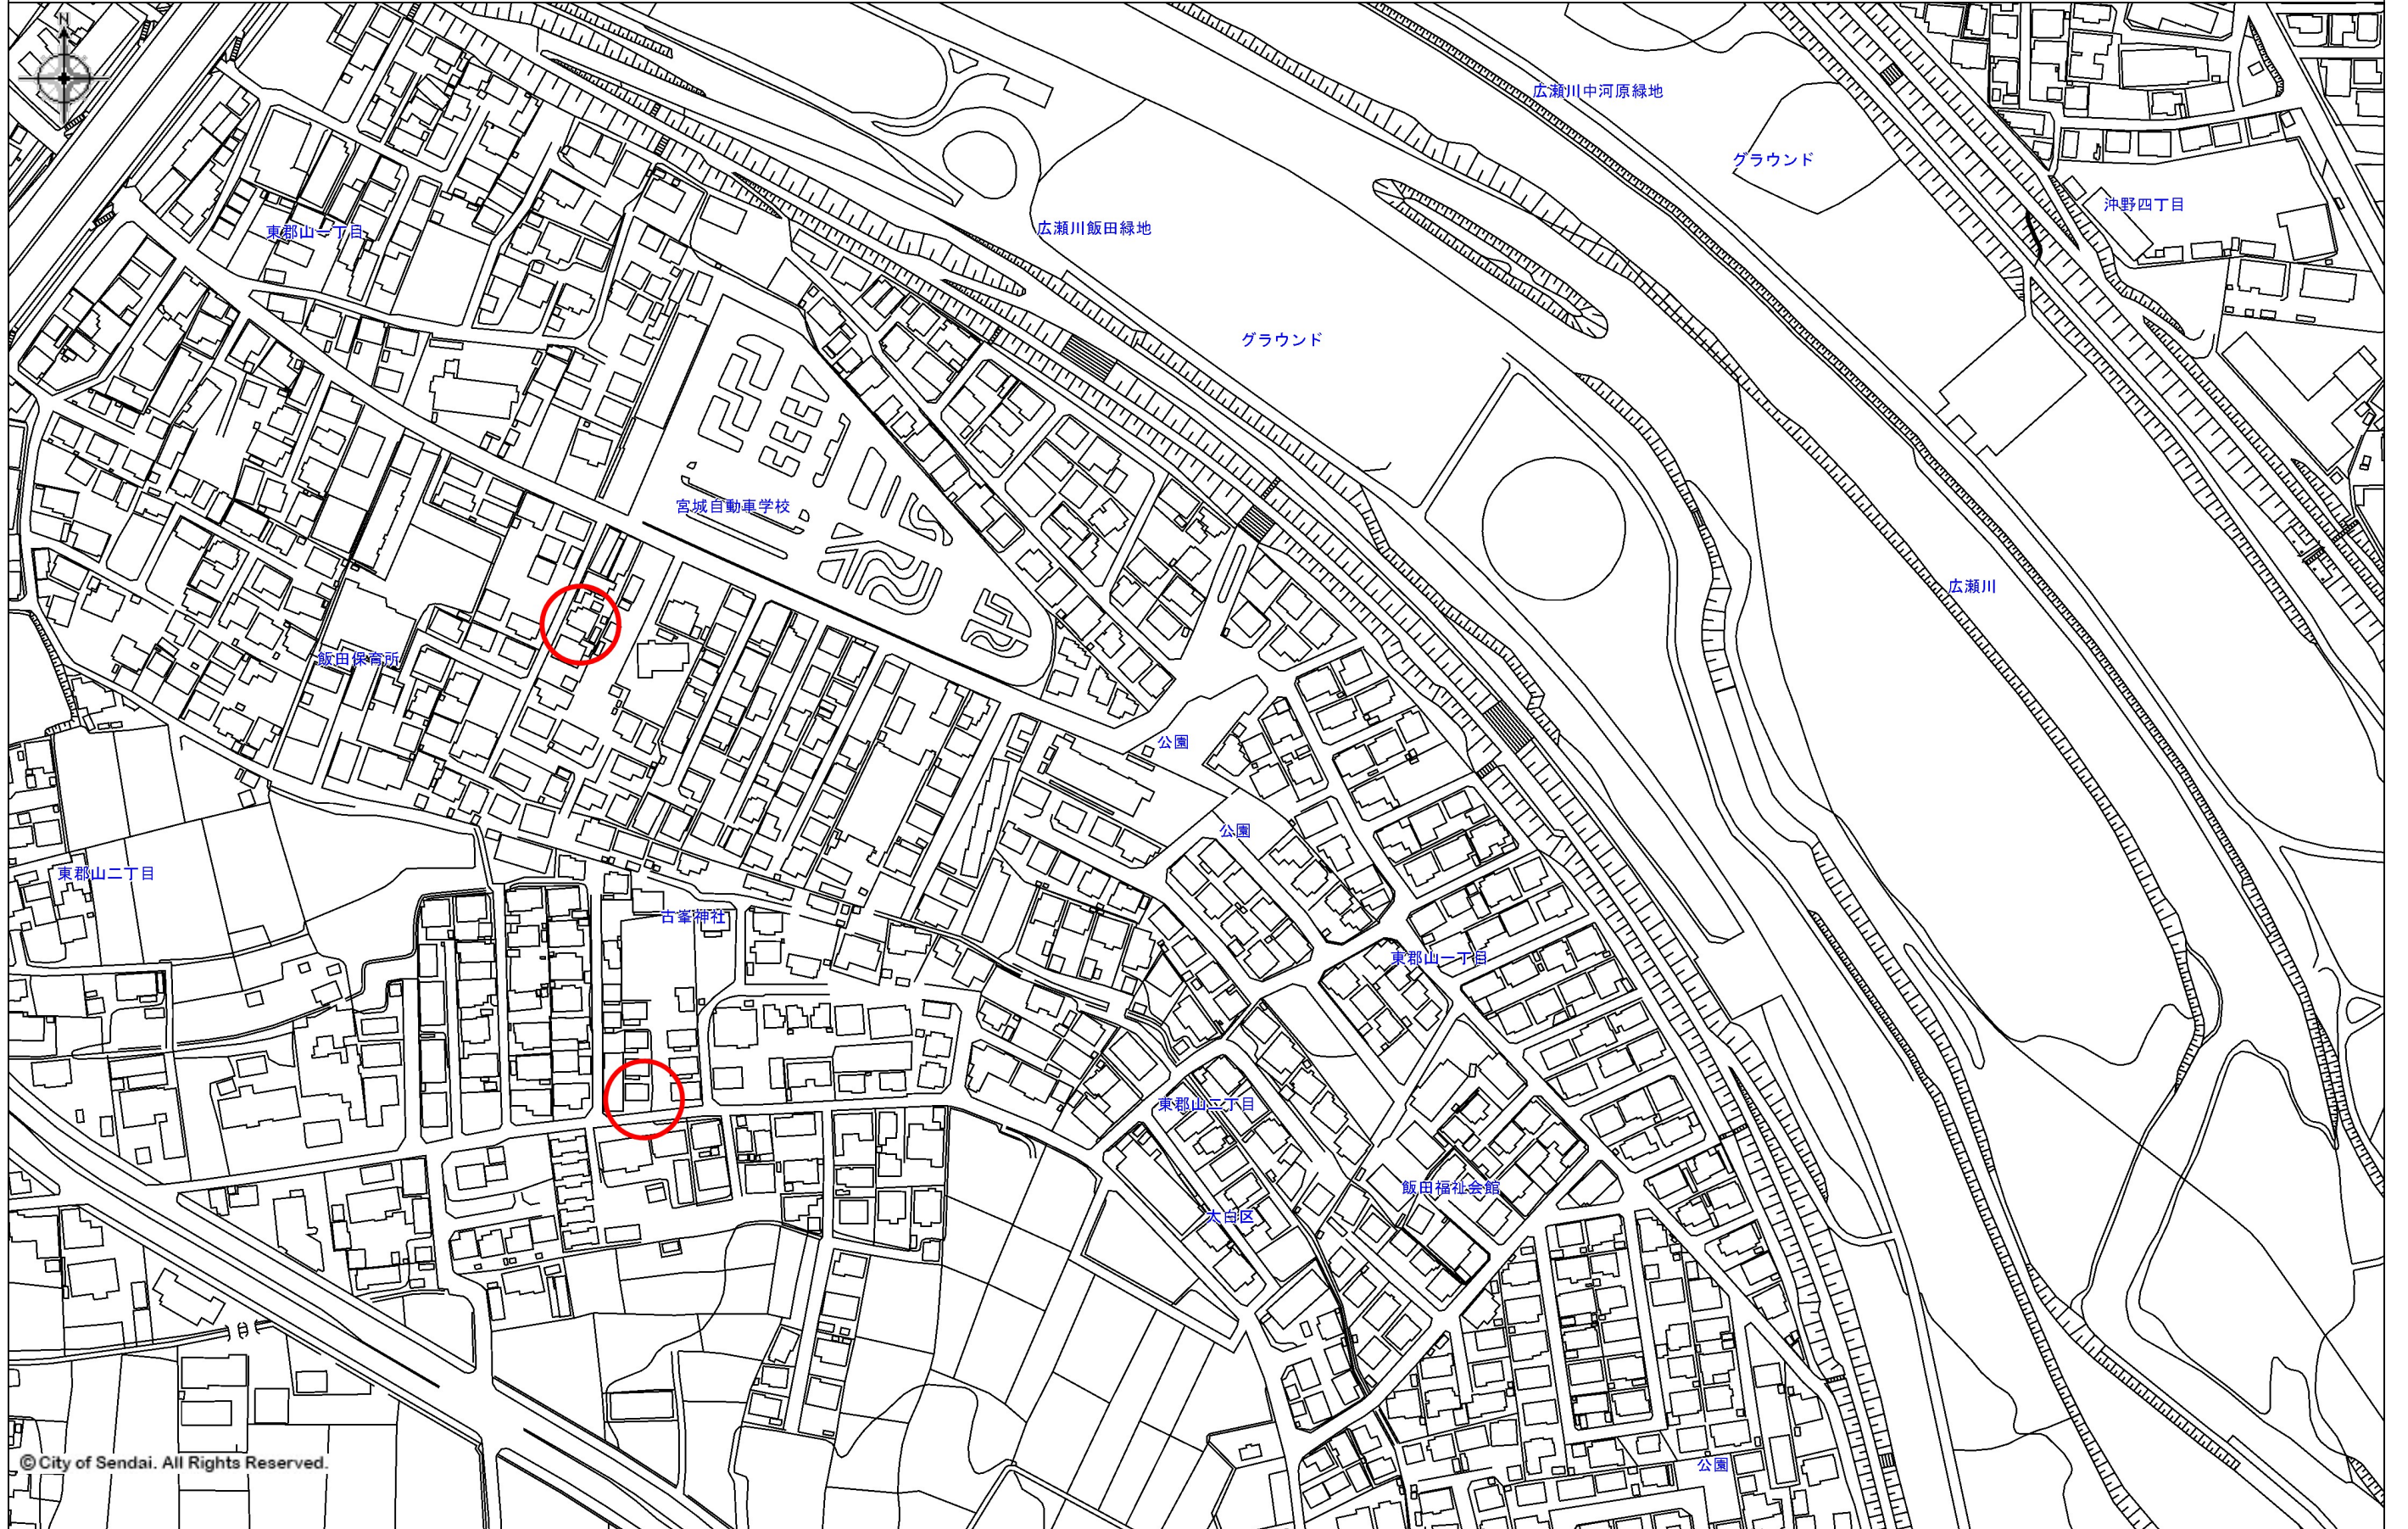 N
広瀬川中河原緑地
グラウンド
沖野四丁目
東郡山一丁目
広瀬川飯田緑地
グラウンド
宮城自動車学校
広瀬川
飯田保育所
公園
公園
東郡山二丁目
古峯神社
東郡山一丁目
東郡山二丁目
飯田福祉会館
太白区
©City of Sendai. All Rights Reserved.
公園